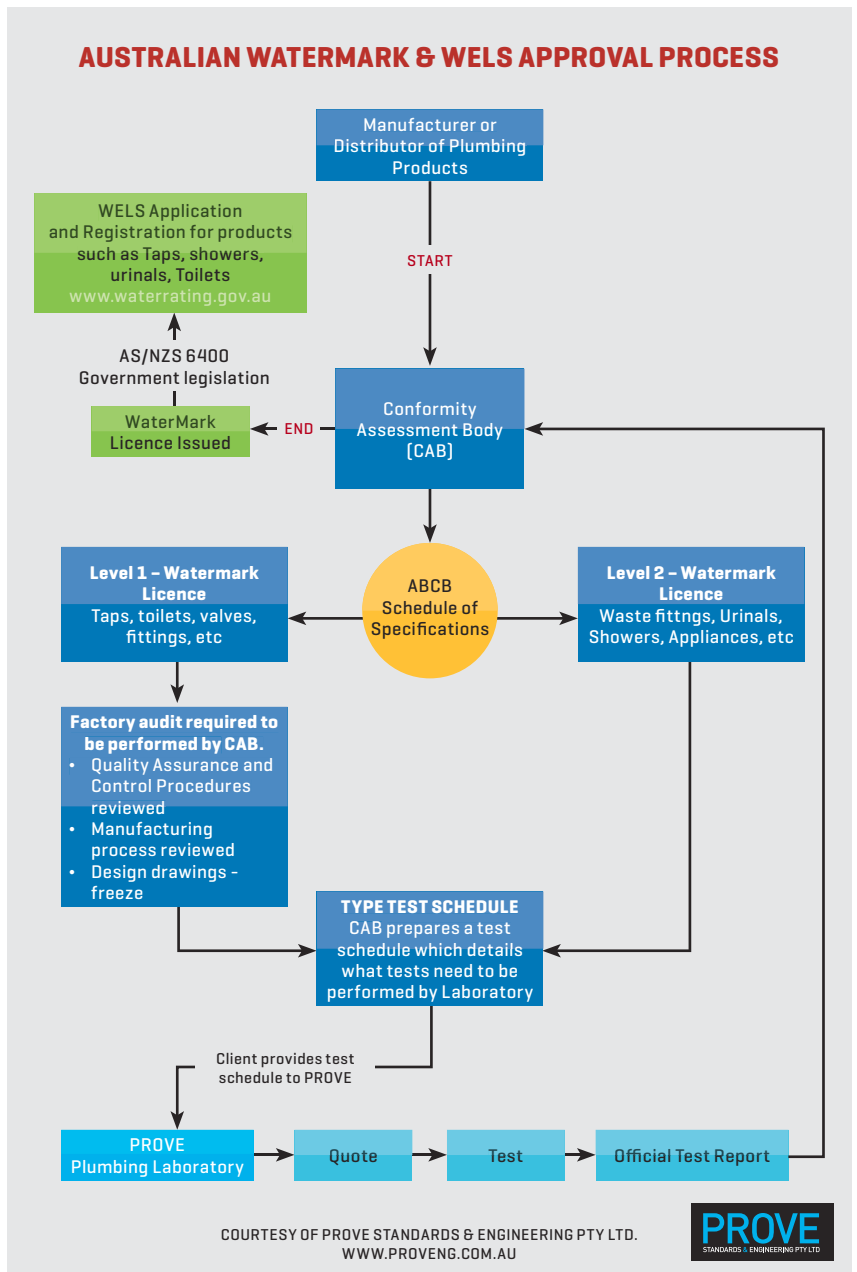 AUSTRALIAN WATERMARK & WELS APPROVAL PROCESS
Manufacturer or
Distributor of Plumbing
Products
WELS Application
and Registration for products
such as Taps, showers,
urinals, Toilets
www.waterrating.gov.au
START
AS/NZS 6400
Government legislation
WaterMark
Licence Issued
END
Conformity
Assessment Body
(CAB)
Level 1 – Watermark
Licence
Taps, toilets, valves,
fittings, etc
ABCB
Schedule of
Specifications
Level 2 – Watermark
Licence
Waste fittngs, Urinals,
Showers, Appliances, etc
Factory audit required to
be performed by CAB.
• Quality Assurance and
Control Procedures
reviewed
• Manufacturing
process reviewed
• Design drawings -
freeze
TYPE TEST SCHEDULE
CAB prepares a test
schedule which details
what tests need to be
performed by Laboratory
Client provides test
schedule to PROVE
PROVE
Plumbing Laboratory
Quote
Test
Official Test Report
COURTESY OF PROVE STANDARDS & ENGINEERING PTY LTD.
WWW.PROVENG.COM.AU
PROVE
STANDARDS & ENGINEERING PTY LTD